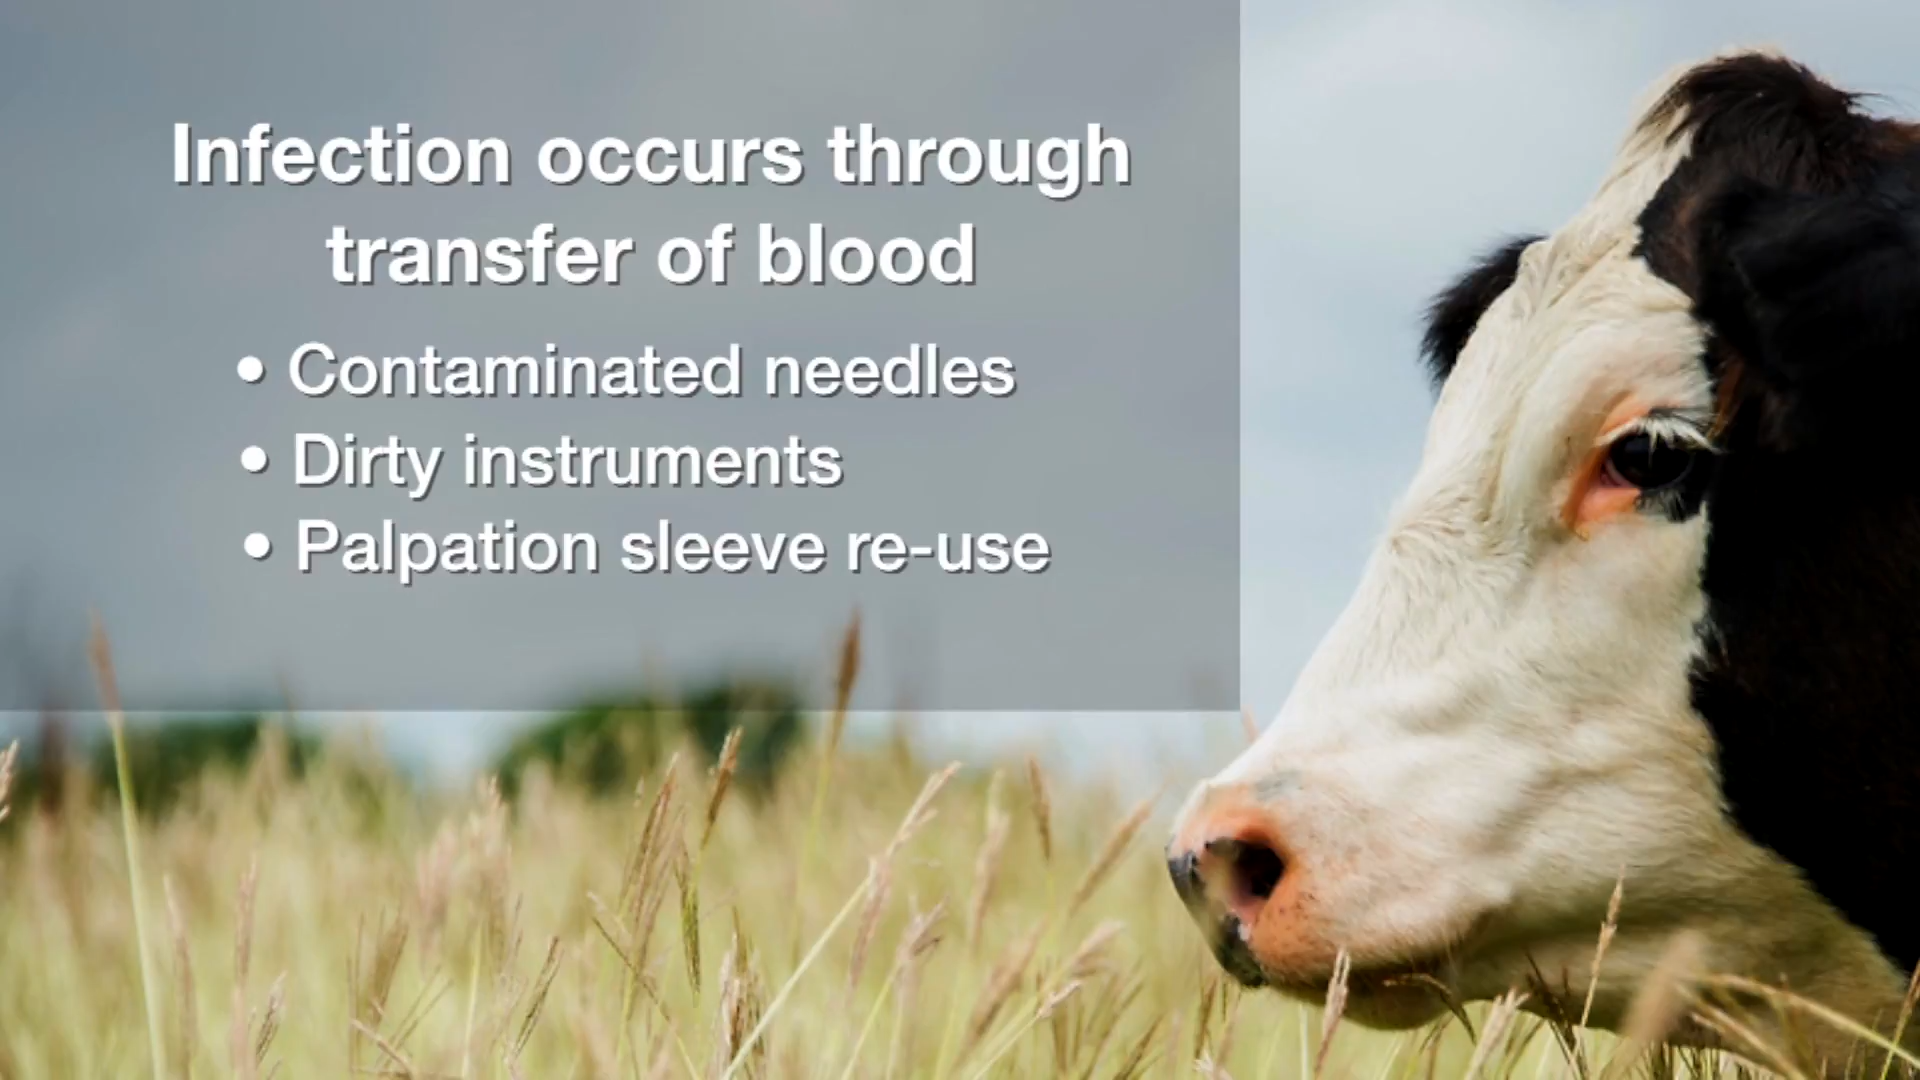 Infection occurs through
transfer of blood
• Contaminated needles
• Dirty instruments
• Palpation sleeve re-use